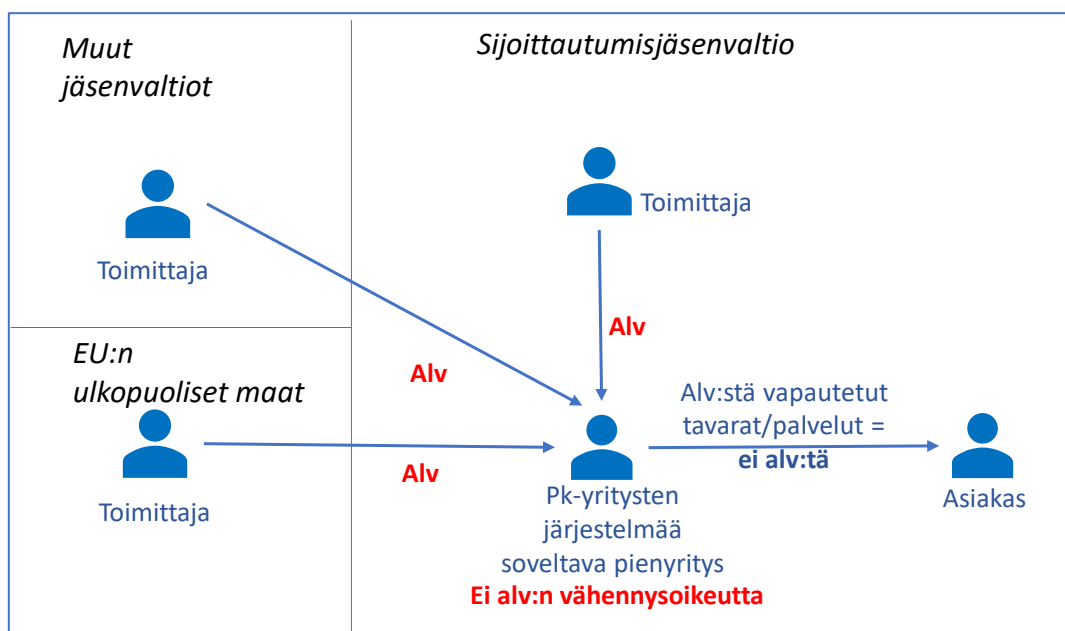 Muut
jäsenvaltiot
Sijoittautumisjäsenvaltio
Toimittaja
Toimittaja
Alv
EU:n
ulkopuoliset maat
Alv
Alv:stä vapautetut
tavarat/palvelut =
ei alv:tä
Alv
Toimittaja
Pk-yritysten
järjestelmää
soveltava pienyritys
Ei alv:n vähennysoikeutta
Asiakas